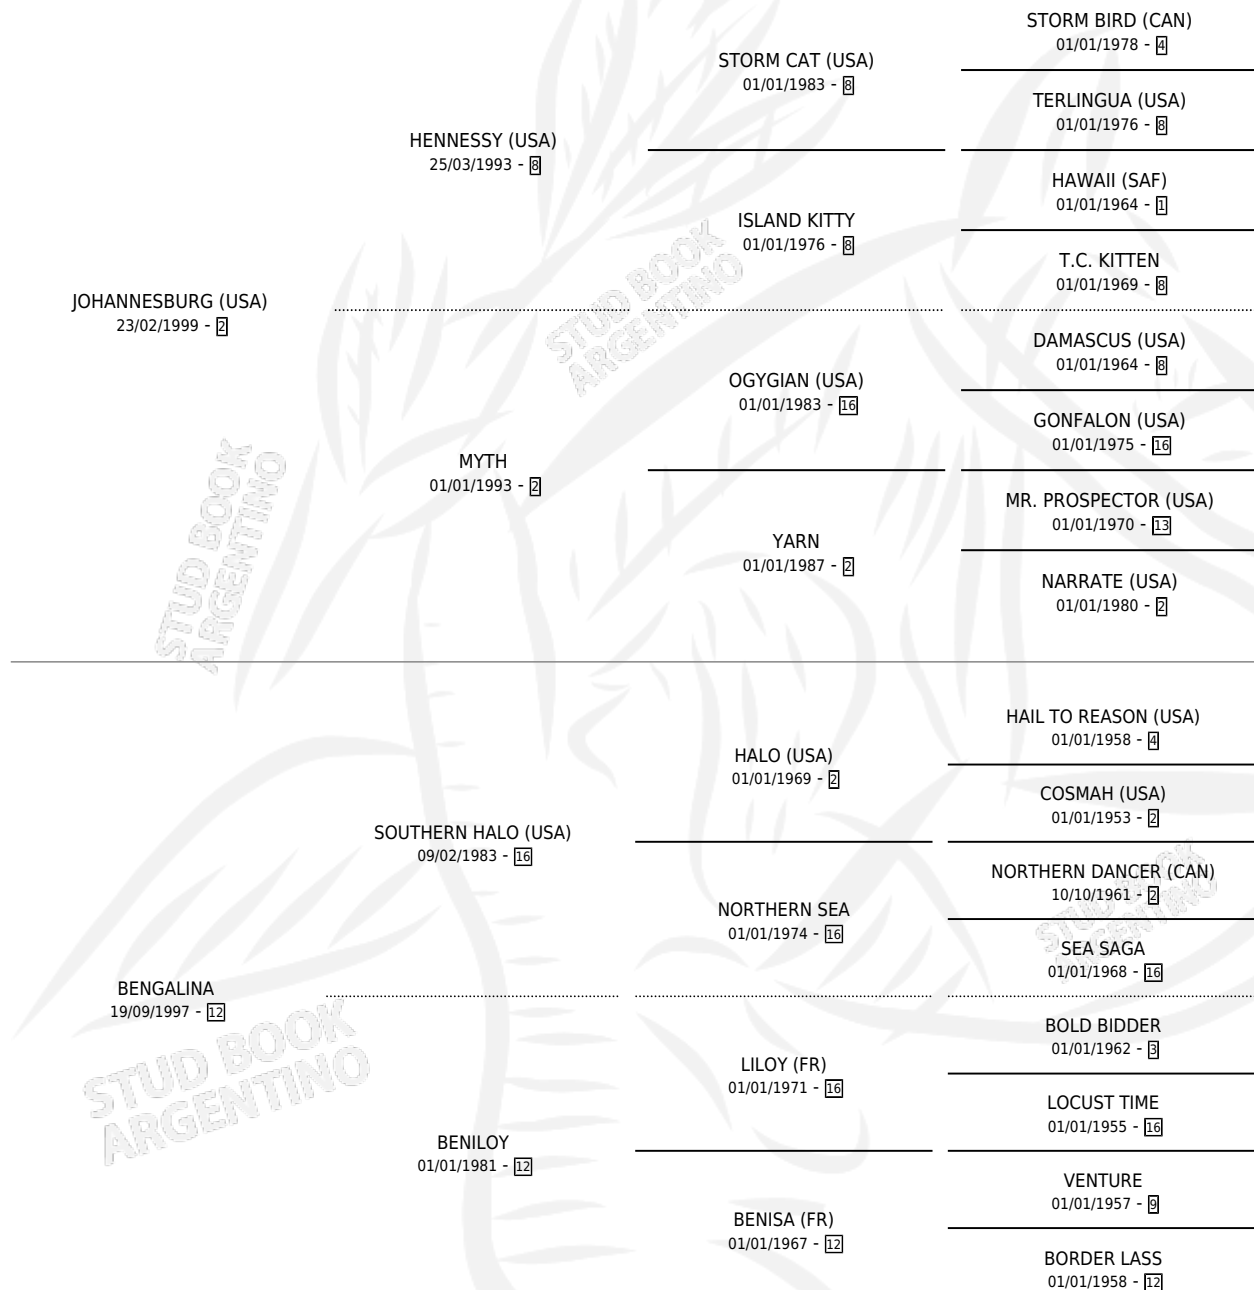 STORM BIRD (CAN)
01/01/1978 - 4
STORM CAT (USA)
01/01/1983 - 8
TERLINGUA (USA)
01/01/1976 - 8
HENNESSY (USA)
25/03/1993 - 8
HAWAII (SAF)
01/01/1964 - 1
ISLAND KITTY
01/01/1976 - 8
T.C. KITTEN
01/01/1969 - 8
JOHANNESBURG (USA)
23/02/1999 - 2
DAMASCUS (USA)
01/01/1964 - 8
OGYGIAN (USA)
01/01/1983 - 16
GONFALON (USA)
01/01/1975 - 16
MYTH
01/01/1993 - 2
MR. PROSPECTOR (USA)
01/01/1970 - 13
YARN
01/01/1987 - 2
NARRATE (USA)
01/01/1980 - 2
STUD BOOK
ARGENTINO
STUD BOOK
ARGENTINO
HAIL TO REASON (USA)
01/01/1958 - 4
HALO (USA)
01/01/1969 - 2
COSMAH (USA)
01/01/1953 - 2
SOUTHERN HALO (USA)
09/02/1983 - 16
NORTHERN DANCER (CAN)
10/10/1961 - 2
NORTHERN SEA
01/01/1974 - 16
SEA SAGA
01/01/1968 - 16
STUD BOOK
ARGENTINO
BENGALINA
19/09/1997 - 12
BOLD BIDDER
01/01/1962 - 3
LILOY (FR)
01/01/1971 - 16
LOCUST TIME
01/01/1955 - 16
STUD BOOK
ARGENTINO
BENILOY
01/01/1981 - 12
VENTURE
01/01/1957 - 9
BENISA (FR)
01/01/1967 - 12
BORDER LASS
01/01/1958 - 12